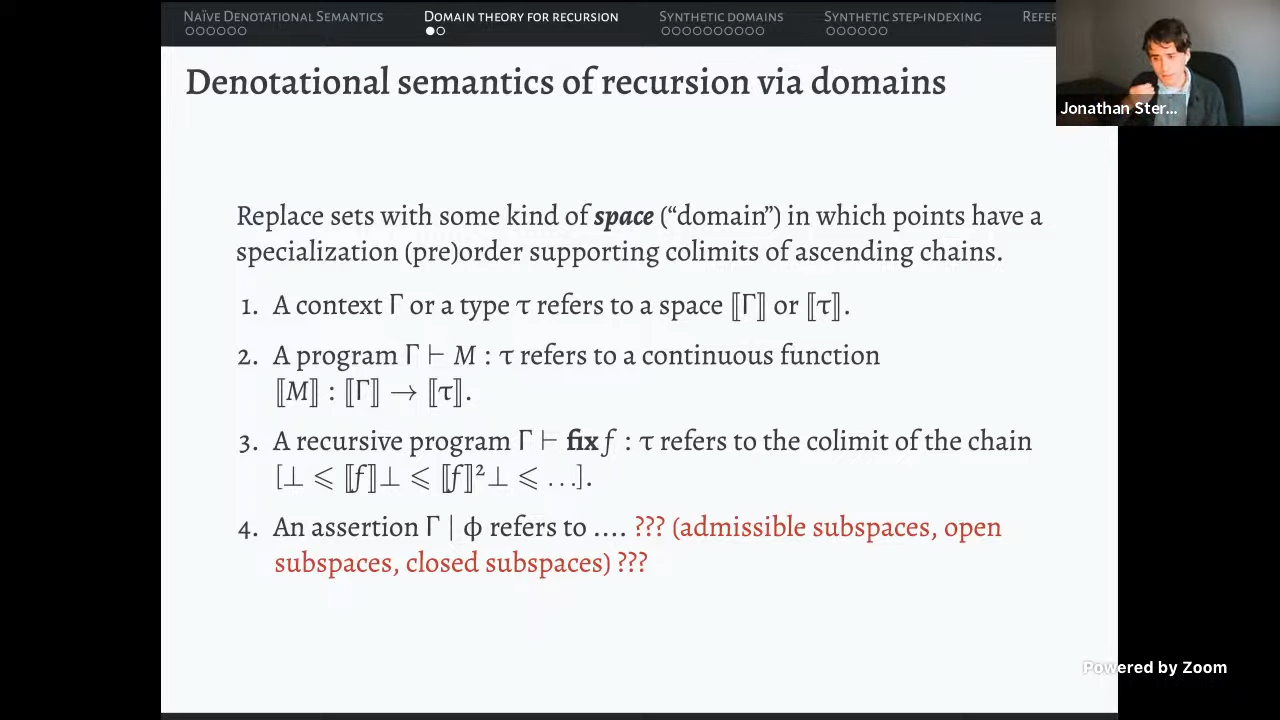 Naïve Denotational Semantics Domain theory for recursion Synthetic domains Synthetic step-indexing Refer
Denotational semantics of recursion via domains
Jonathan Ster...
Replace sets with some kind of space (“domain”) in which points have a
specialization (pre)order supporting colimits of ascending chains.
1. A context Γ or a type τ refers to a space ⟦Γ⟧ or ⟦τ⟧.
2. A program Γ ⊢ M : τ refers to a continuous function
⟦M⟧ : ⟦Γ⟧ → ⟦τ⟧.
3. A recursive program Γ ⊢ fix f : τ refers to the colimit of the chain
[⊥ ⩽ ⟦f⟧⊥ ⩽ ⟦f⟧²⊥ ⩽ ...].
4. An assertion Γ | ϕ refers to .... ??? (admissible subspaces, open
subspaces, closed subspaces) ???
Powered by Zoom